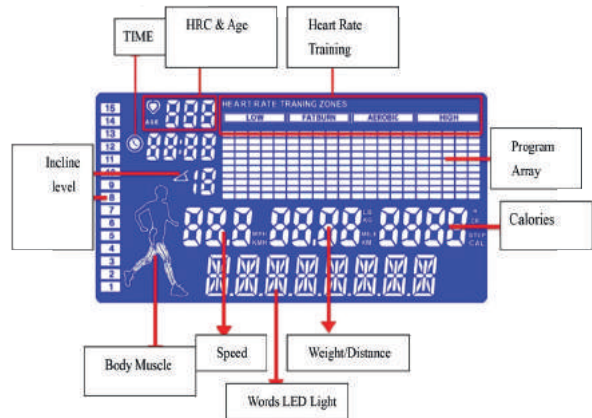 TIME
HRC & Age
Heart Rate
Training
HEART RATE TRANING ZONES
LOW FATBURN AEROBIC HIGH
AGE
15
14
13
12
11
10
9
8
7
6
5
4
3
2
1
888
88:88
18
Incline
level
Program
Array
888 MPH KMH
8888 LB KG MILE KM
8888 STEP CAL
Calories
Body Muscle
Speed
Weight/Distance
Words LED Light